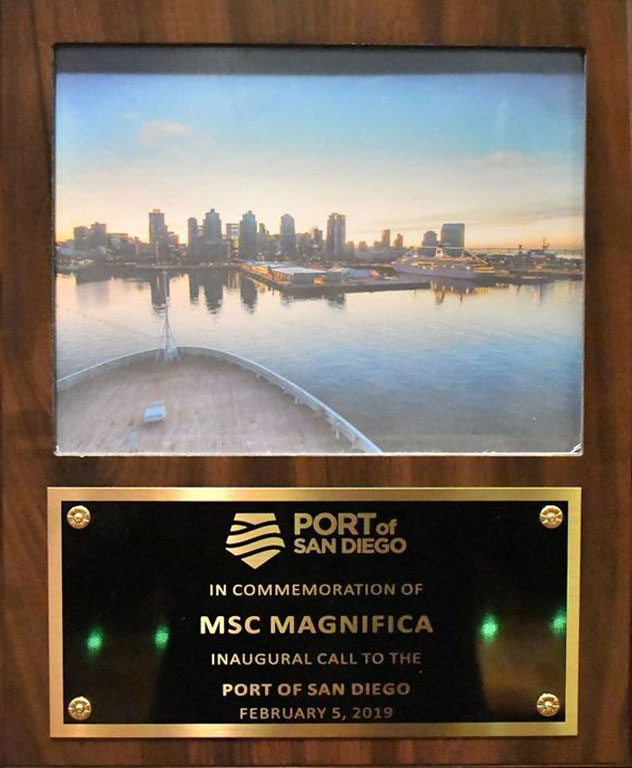 PORT of
SAN DIEGO
IN COMMEMORATION OF
MSC MAGNIFICA
INAUGURAL CALL TO THE
PORT OF SAN DIEGO
FEBRUARY 5, 2019